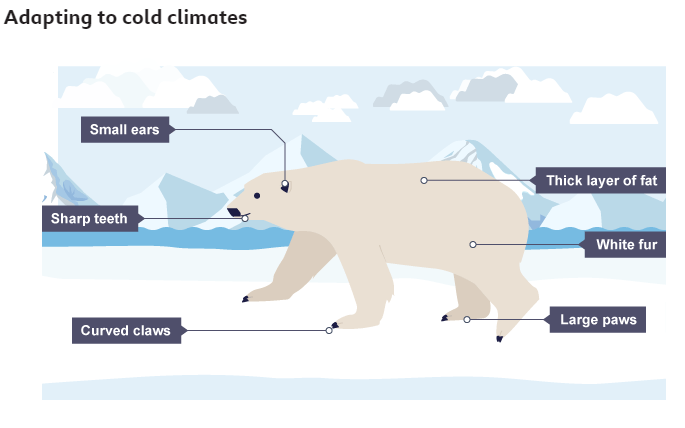 Adapting to cold climates
Small ears
Thick layer of fat
Sharp teeth
White fur
Curved claws
Large paws